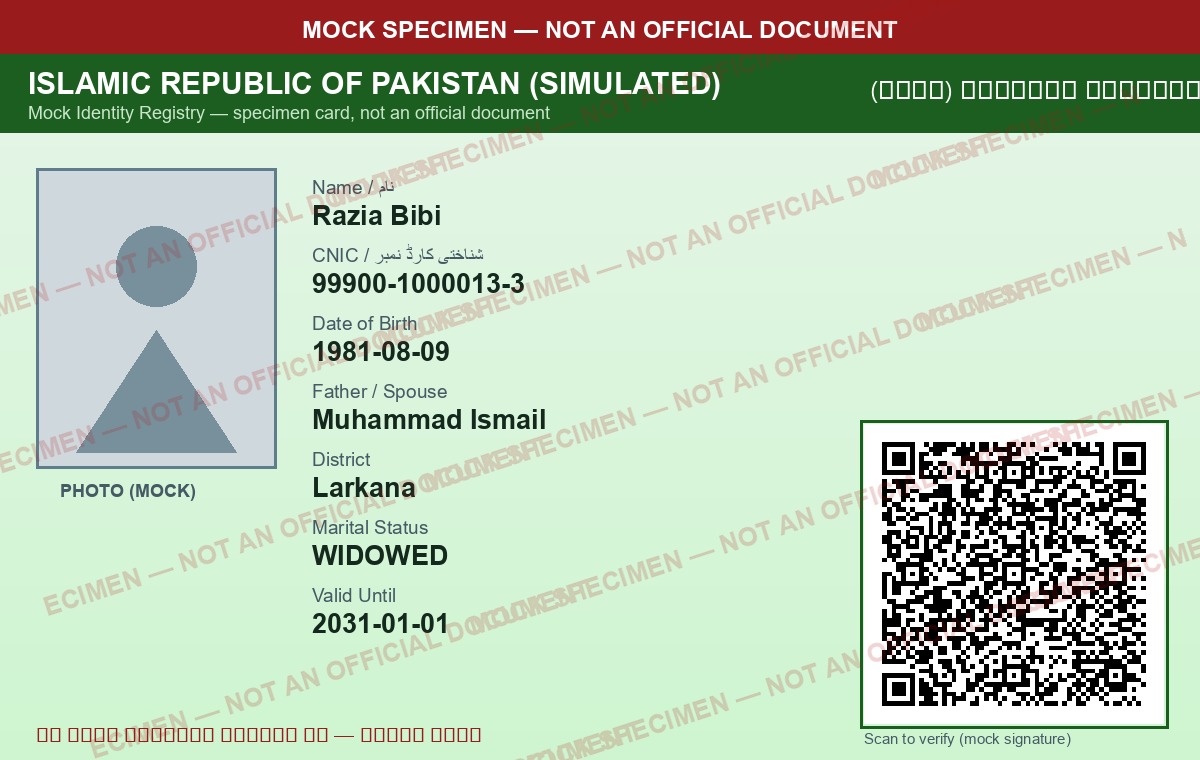 MOCK SPECIMEN — NOT AN OFFICIAL DOCUMENT
ISLAMIC REPUBLIC OF PAKISTAN (SIMULATED)
Mock Identity Registry — specimen card, not an official document
Name / نام
Razia Bibi
CNIC / شناختی کارڈ نمبر
99900-1000013-3
Date of Birth
1981-08-09
Father / Spouse
Muhammad Ismail
District
Larkana
Marital Status
WIDOWED
Valid Until
2031-01-01
PHOTO (MOCK)
Scan to verify (mock signature)